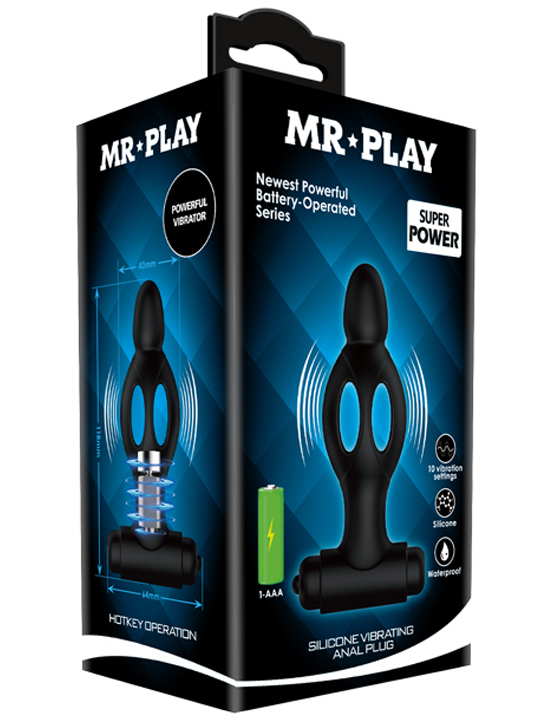 MR★PLAY
POWERFUL
VIBRATOR
40mm
118mm
64mm
HOTKEY OPERATION
MR★PLAY
Newest Powerful
Battery-Operated
Series
SUPER
POWER
10 vibration
settings
Silicone
Waterproof
1-AAA
SILICONE VIBRATING
ANAL PLUG